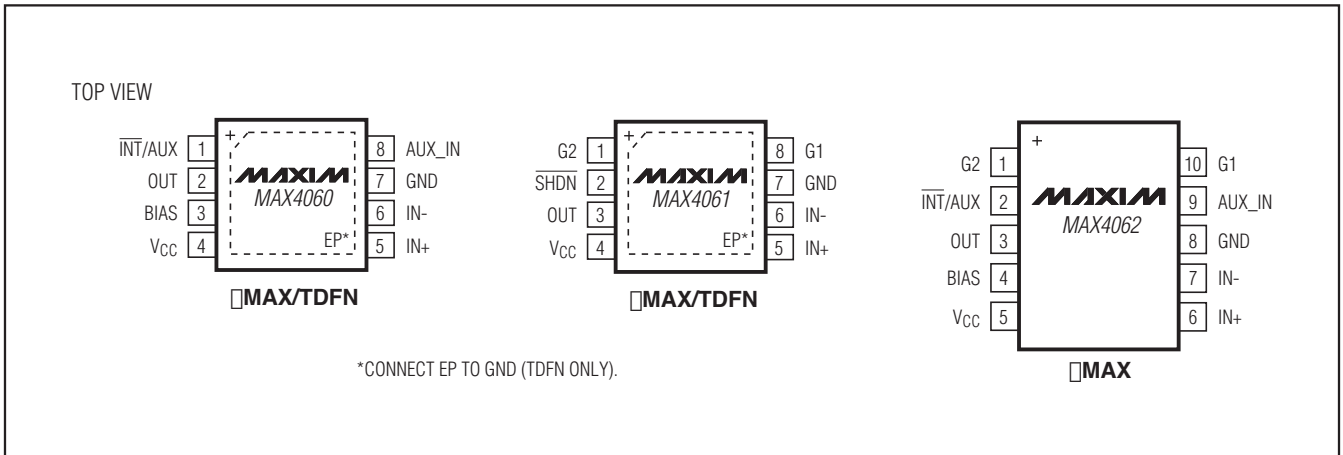 TOP VIEW
I̅N̅T̅/AUX 1
OUT 2
BIAS 3
VCC 4
+
MAXIM
MAX4060
EP*
8 AUX_IN
7 GND
6 IN-
5 IN+
▯MAX/TDFN
G2 1
S̅H̅D̅N̅ 2
OUT 3
VCC 4
+
MAXIM
MAX4061
EP*
8 G1
7 GND
6 IN-
5 IN+
▯MAX/TDFN
G2 1
I̅N̅T̅/AUX 2
OUT 3
BIAS 4
VCC 5
+
MAXIM
MAX4062
10 G1
9 AUX_IN
8 GND
7 IN-
6 IN+
▯MAX
*CONNECT EP TO GND (TDFN ONLY).